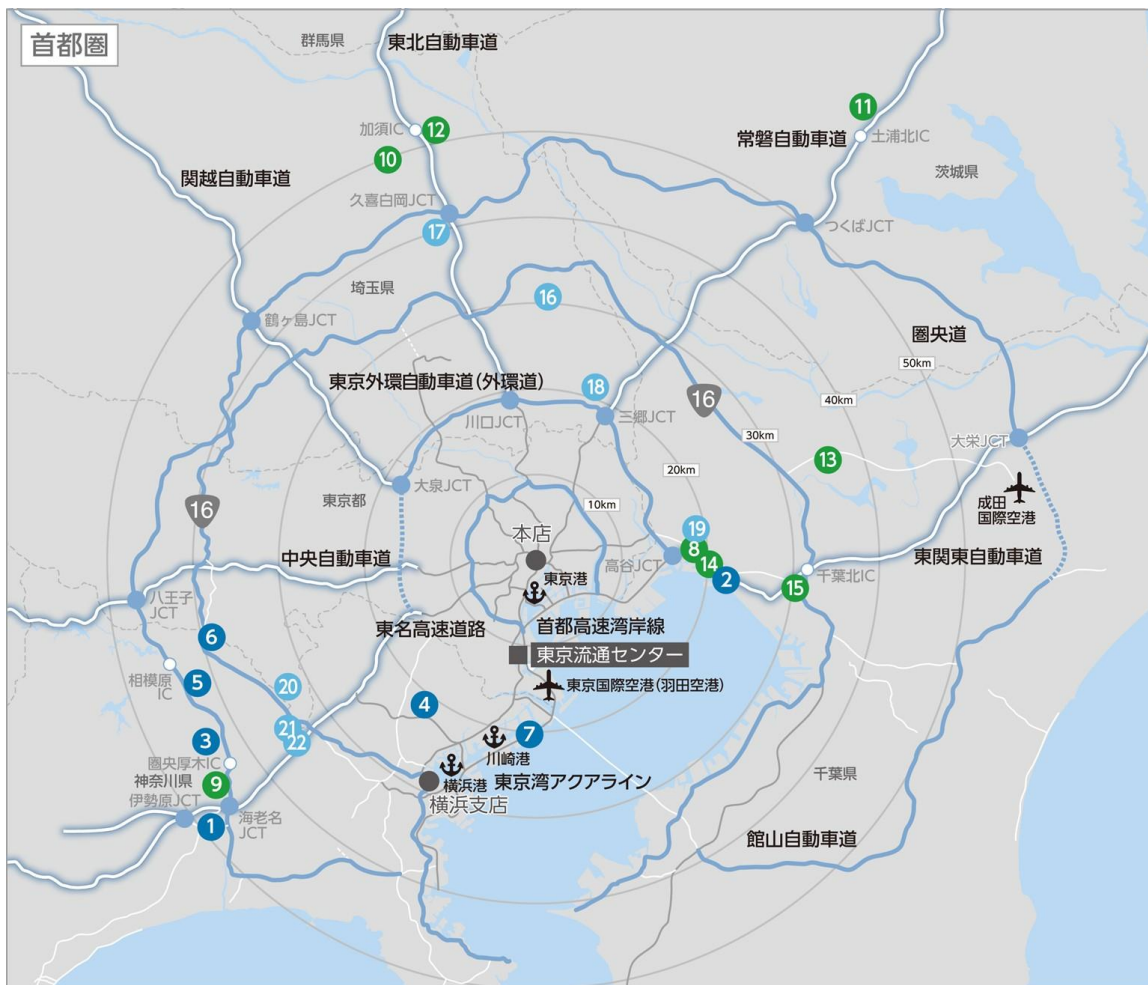 首都圏
群馬県
東北自動車道
加須IC
12
11
10
常磐自動車道
土浦北IC
関越自動車道
茨城県
久喜白岡JCT
17
つくばJCT
埼玉県
16
鶴ヶ島JCT
圏央道
50km
東京外環自動車道(外環道)
18
16
40km
川口JCT
三郷JCT
30km
大栄JCT
13
20km
大泉JCT
東京都
10km
16
成田
国際空港
本店
19
8
14
2
高谷JCT
千葉北IC
15
東関東自動車道
中央自動車道
東京港
八王子
JCT
東名高速道路
首都高速湾岸線
6
東京流通センター
相模原
IC
5
20
東京国際空港(羽田空港)
4
21
22
7
3
川崎港
圏央厚木IC
神奈川県
9
横浜港
東京湾アクアライン
千葉県
伊勢原JCT
横浜支店
1
海老名
JCT
館山自動車道